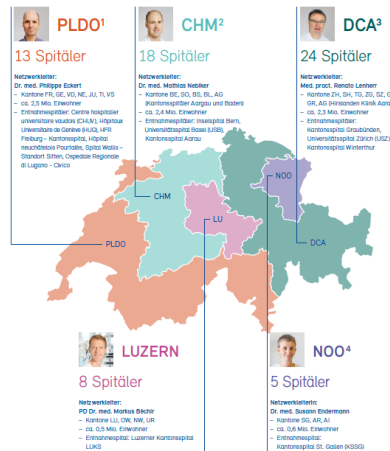 PLDO¹
13 Spitäler
Netzwerkleiter:
Dr. med. Philippe Eckert
– Kantone FR, GE, VD, NE, JU, TI, VS
– ca. 2,5 Mio. Einwohner
– Entnahmespitäler: Centre hospitalier
universitaire vaudois (CHUV), Hôpitaux
Universitaire de Genève (HUG), HFR
Freiburg – Kantonsspital, Hôpital
neuchâtelois Pourtalès, Spital Wallis –
Standort Sitten, Ospedale Regionale
di Lugano - Civico
CHM²
18 Spitäler
Netzwerkleiter:
Dr. med. Mathias Nebiker
– Kantone BE, SO, BS, BL, AG
(Kantonsspitäler Aargau und Baden)
– ca. 2,4 Mio. Einwohner
– Entnahmespitäler: Inselspital Bern,
Universitätsspital Basel (USB),
Kantonsspital Aarau
DCA³
24 Spitäler
Netzwerkleiter:
Med. pract. Renato Lenherr
– Kantone ZH, SH, TG, ZG, SZ, G
GR, AG (Hirslanden Klinik Aara
– ca. 2,3 Mio. Einwohner
– Entnahmespitäler:
Kantonsspital Graubünden,
Universitätsspital Zürich (USZ),
Kantonsspital Winterthur
NOO
CHM
LU
PLDO
DCA
LUZERN
8 Spitäler
Netzwerkleiter:
PD Dr. med. Markus Béchir
– Kantone LU, OW, NW, UR
– ca. 0,5 Mio. Einwohner
– Entnahmespital: Luzerner Kantonsspital
LUKS
NOO⁴
5 Spitäler
Netzwerkleiterin:
Dr. med. Susann Endermann
– Kantone SG, AR, AI
– ca. 0,6 Mio. Einwohner
– Entnahmespital:
Kantonsspital St. Gallen (KSSG)